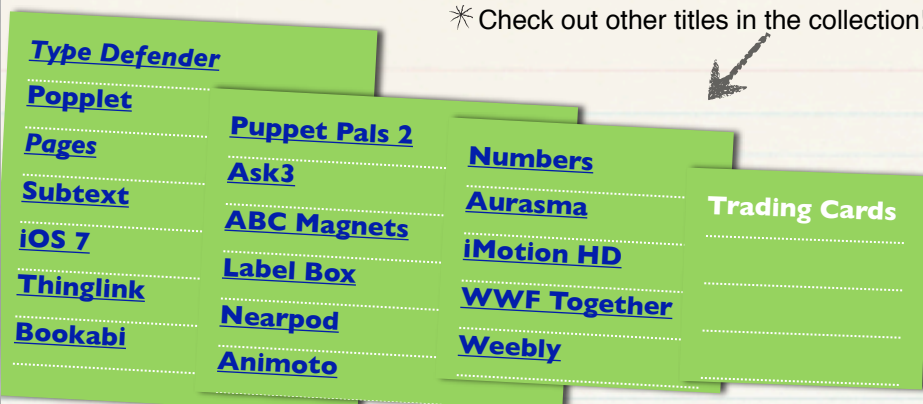 * Check out other titles in the collection
Type Defender
Popplet
Pages
Subtext
iOS 7
Thinglink
Bookabi
Puppet Pals 2
Ask3
ABC Magnets
Label Box
Nearpod
Animoto
Numbers
Aurasma
iMotion HD
WWF Together
Weebly
Trading Cards